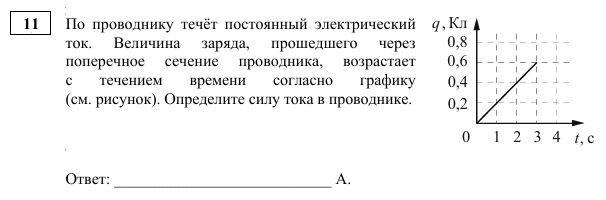 11
По проводнику течёт постоянный электрический
ток. Величина заряда, прошедшего через
поперечное сечение проводника, возрастает
с течением времени согласно графику
(см. рисунок). Определите силу тока в проводнике.
q, Кл
0,8
0,6
0,4
0,2
0 1 2 3 4 t, с
Ответ: ___________________________ А.